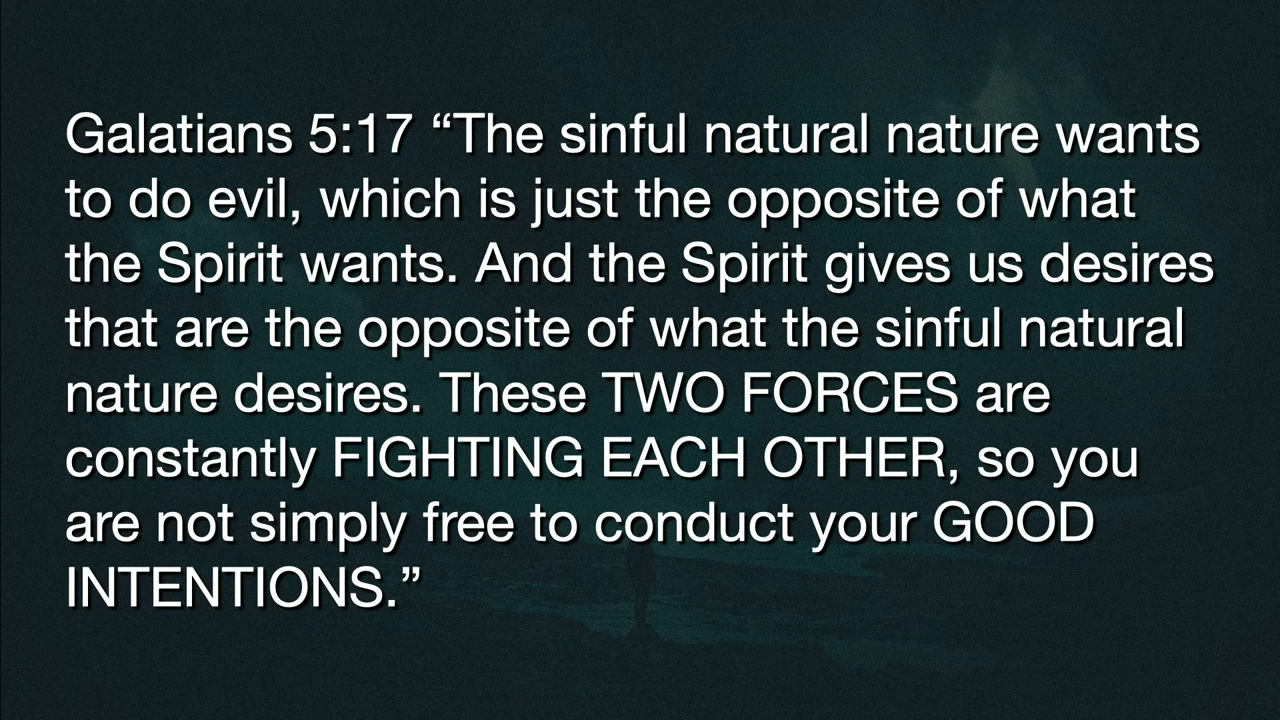 Galatians 5:17 “The sinful natural nature wants
to do evil, which is just the opposite of what
the Spirit wants. And the Spirit gives us desires
that are the opposite of what the sinful natural
nature desires. These TWO FORCES are
constantly FIGHTING EACH OTHER, so you
are not simply free to conduct your GOOD
INTENTIONS.”